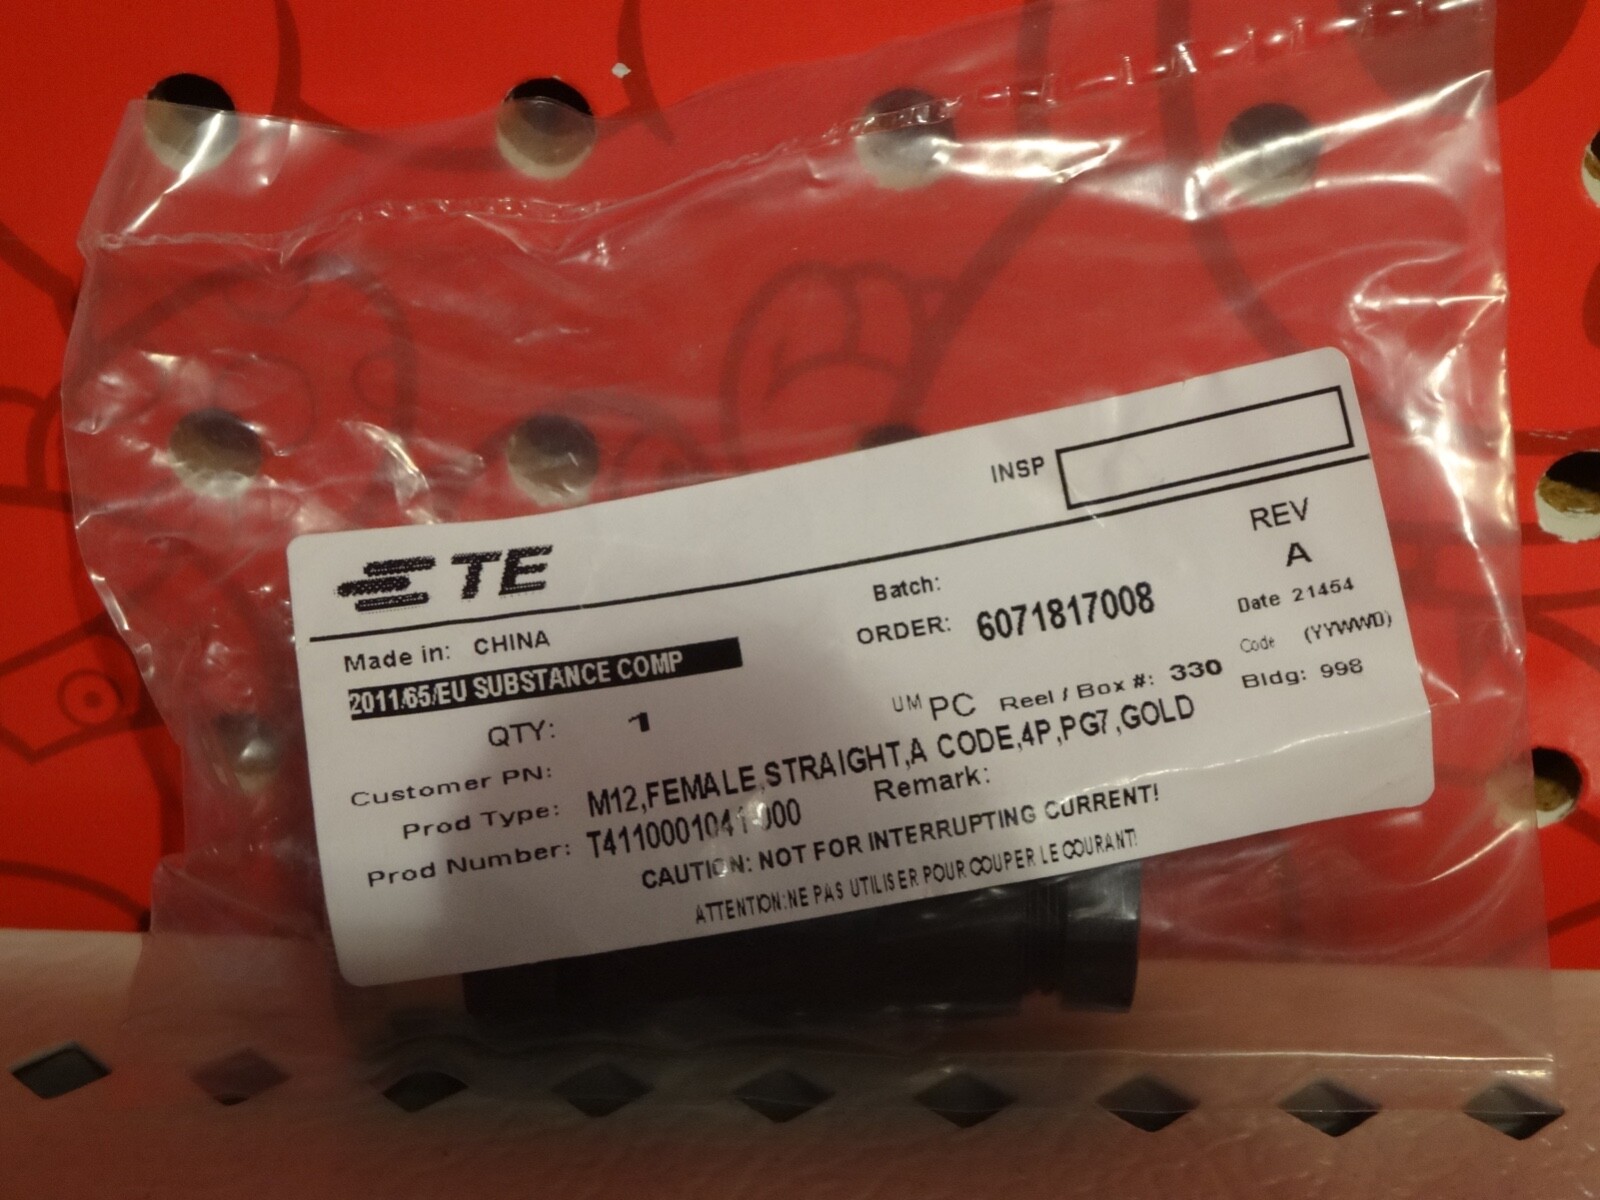 INSP
TE
REV
A
Made in: CHINA
Batch:
2011/65/EU SUBSTANCE COMP
ORDER: 6071817008
Date 21454
Code (YYWWD)
QTY: 1
UM PC Reel / Box #: 330
Bldg: 998
Customer PN:
Prod Type: M12,FEMALE,STRAIGHT,A CODE,4P,PG7,GOLD
Prod Number: T4110001041-000
Remark:
CAUTION: NOT FOR INTERRUPTING CURRENT!
ATTENTION:NE PAS UTILISER POUR COUPER LE COURANT!